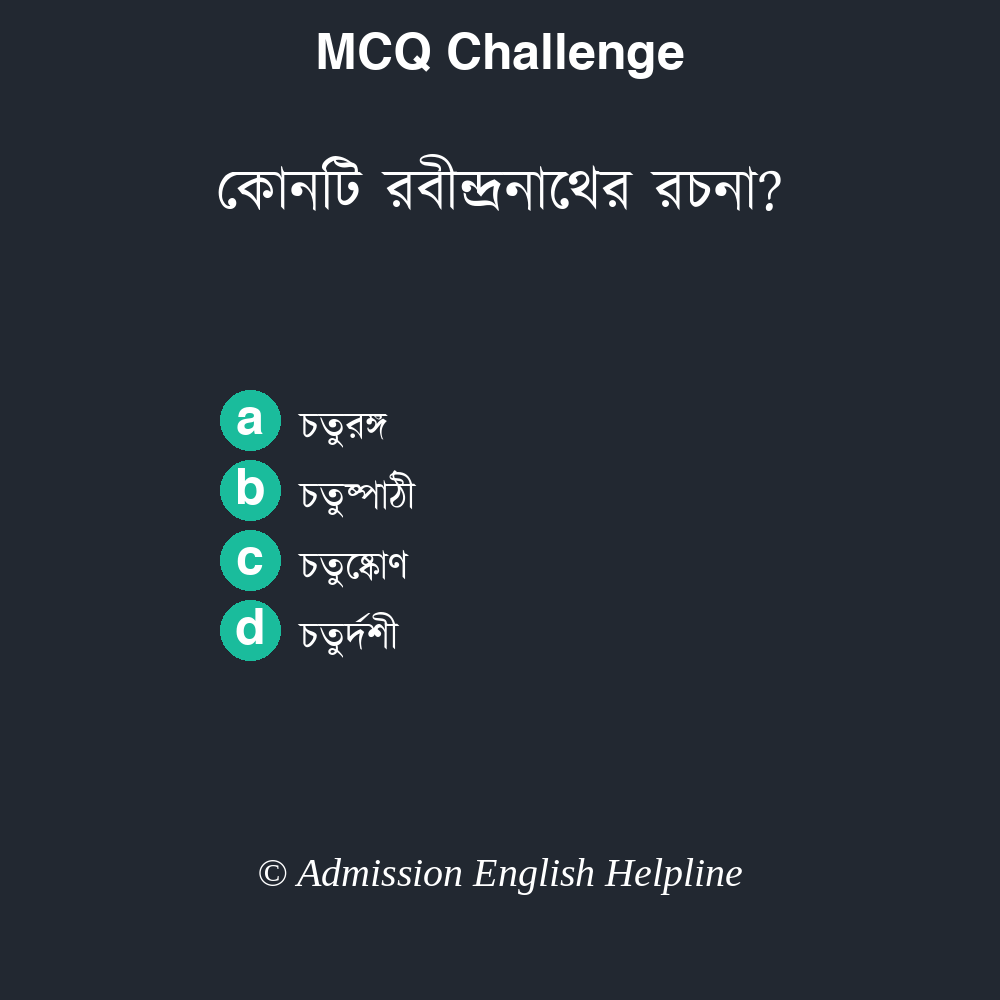 MCQ Challenge
কোনটি রবীন্দ্রনাথের রচনা?
a চতুরঙ্গ
b চতুষ্পাঠী
c চতুষ্কোণ
d চতুর্দশী
© Admission English Helpline